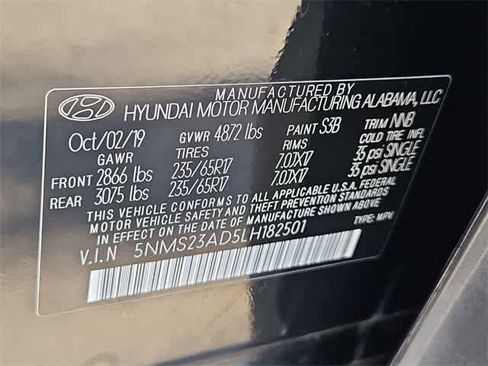 MANUFACTURED BY
HYUNDAI MOTOR MANUFACTURING ALABAMA, LLC
Oct/02/19 GVWR 4872 lbs PAINT S3B TRIM NNB
GAWR TIRES RIMS COLD TIRE INFL.
FRONT 2866 lbs 235/65R17 7.0JX17 35 psi SINGLE
REAR 3075 lbs 235/65R17 7.0JX17 35 psi SINGLE
THIS VEHICLE CONFORMS TO ALL APPLICABLE U.S.A. FEDERAL
MOTOR VEHICLE SAFETY AND THEFT PREVENTION STANDARDS
IN EFFECT ON THE DATE OF MANUFACTURE SHOWN ABOVE.
V.I.N 5NMS23AD5LH182501 TYPE: MPV